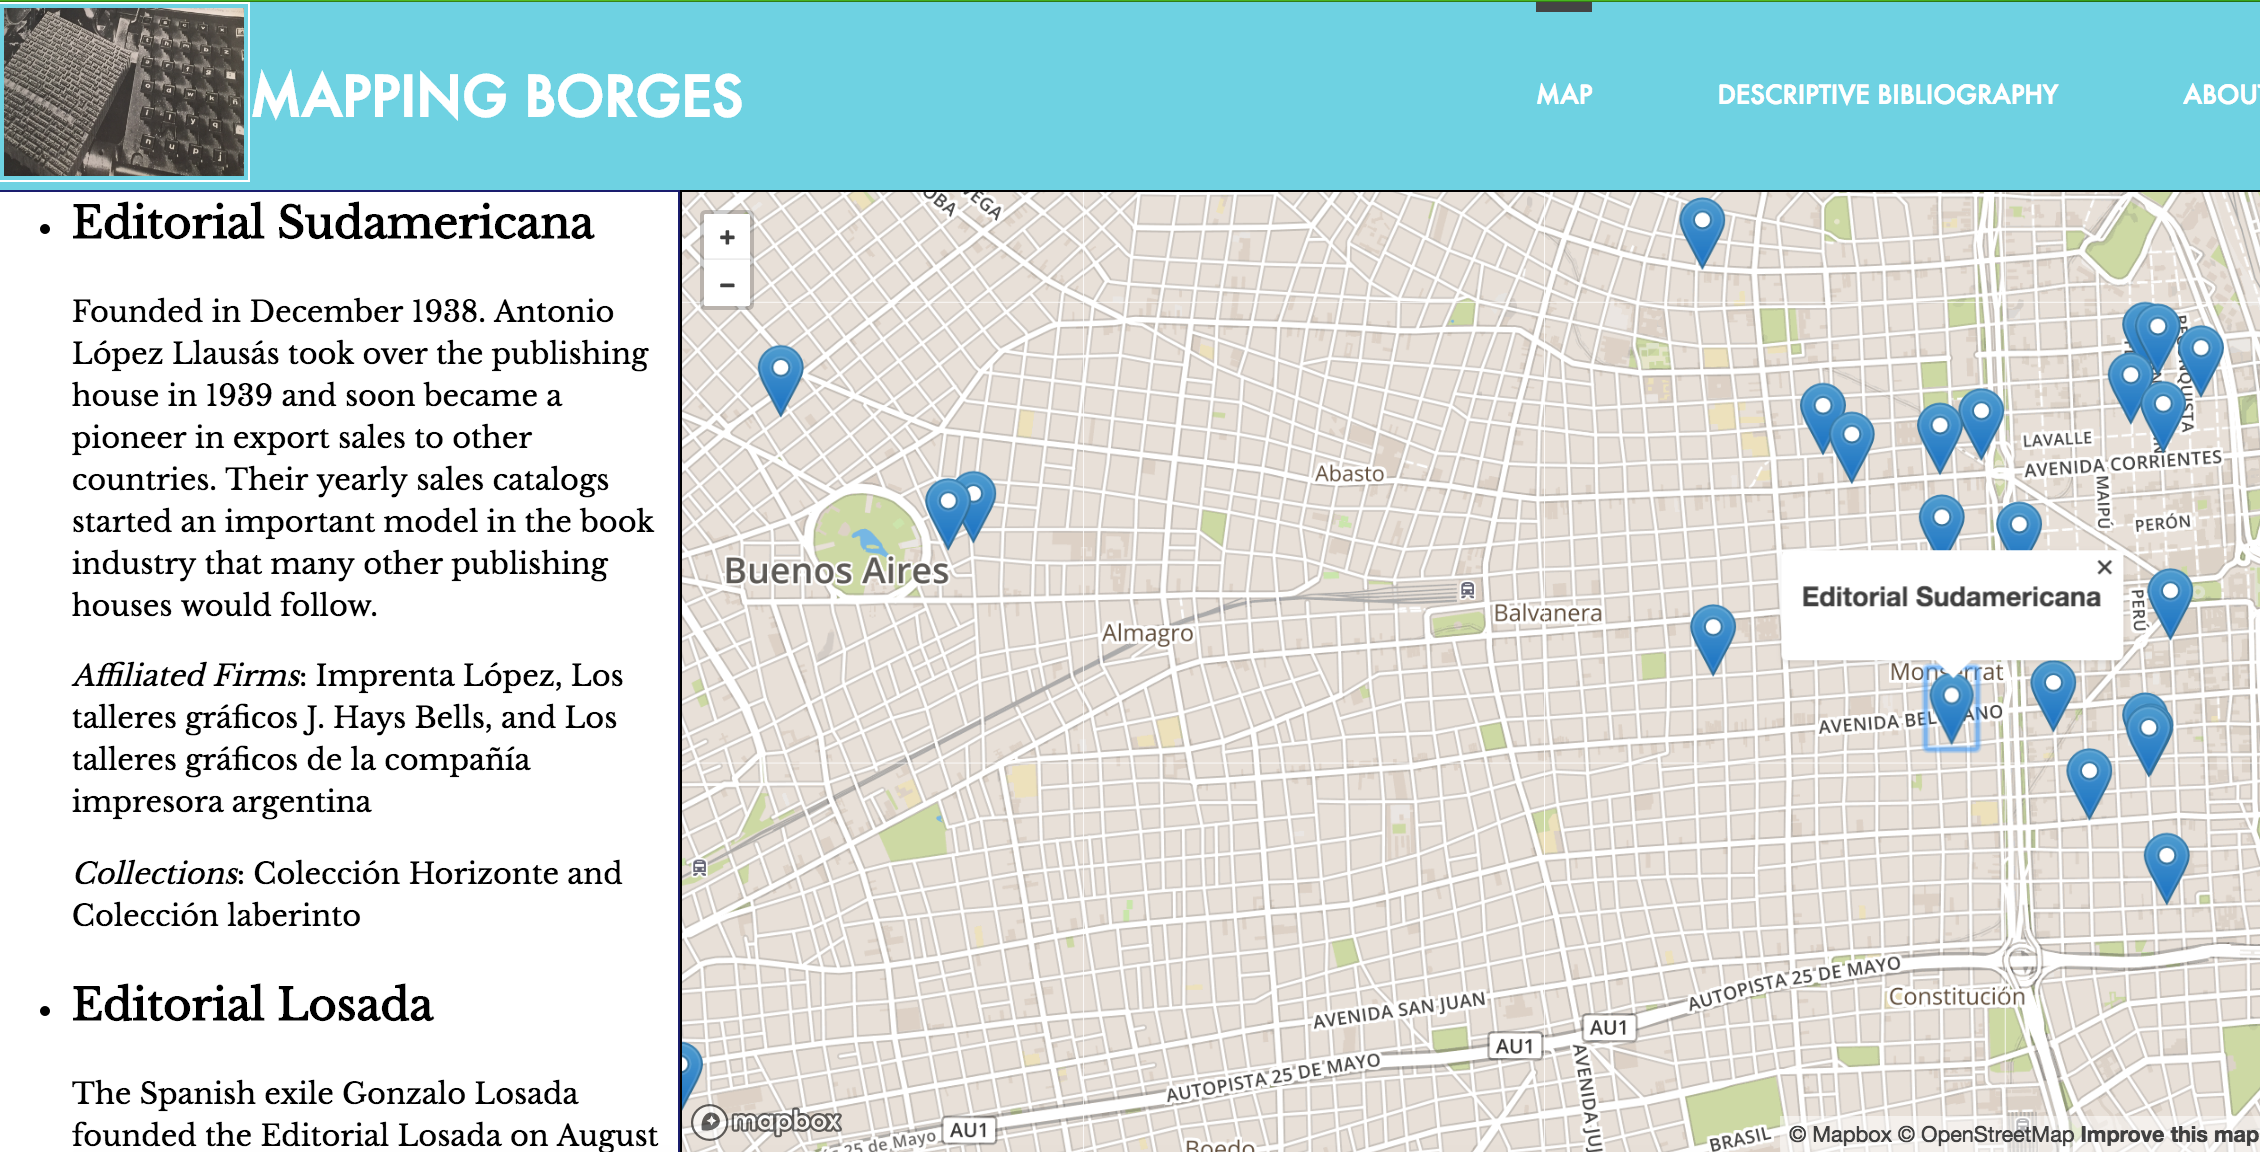 MAPPING BORGES
MAP
DESCRIPTIVE BIBLIOGRAPHY
ABOU
• Editorial Sudamericana
Founded in December 1938. Antonio
López Llausás took over the publishing
house in 1939 and soon became a
pioneer in export sales to other
countries. Their yearly sales catalogs
started an important model in the book
industry that many other publishing
houses would follow.
Affiliated Firms: Imprenta López, Los
talleres gráficos J. Hays Bells, and Los
talleres gráficos de la compañía
impresora argentina
Collections: Colección Horizonte and
Colección laberinto
• Editorial Losada
The Spanish exile Gonzalo Losada
founded the Editorial Losada on August
+
−
OBA
VEGA
Abasto
LAVALLE
AVENIDA CORRIENTES
MAIPÚ
PERÓN
Buenos Aires
Balvanera
Almagro
×
Editorial Sudamericana
PERÚ
Monserrat
AVENIDA BEL ANO
AUTOPISTA 25 DE MAYO
Constitución
AVENIDA SAN JUAN
AU1
AU1
AUTOPISTA 25 DE MAYO
AVENIDA JU
mapbox
25 de Mayo
AU1
Boedo
BRASIL
© Mapbox © OpenStreetMap Improve this map